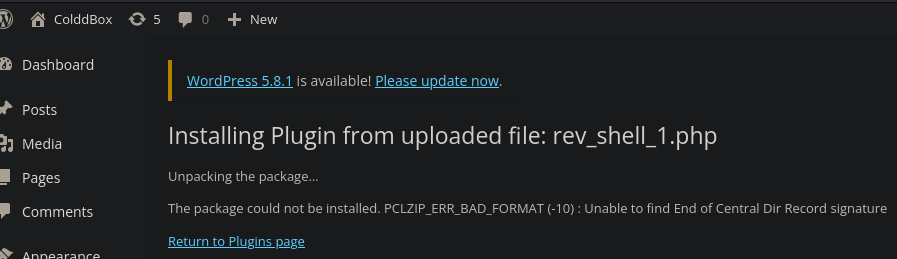 ColddBox 5 0 New
Dashboard
WordPress 5.8.1 is available! Please update now.
Posts
Media
Pages
Comments
Appearance
Installing Plugin from uploaded file: rev_shell_1.php
Unpacking the package...
The package could not be installed. PCLZIP_ERR_BAD_FORMAT (-10) : Unable to find End of Central Dir Record signature
Return to Plugins page